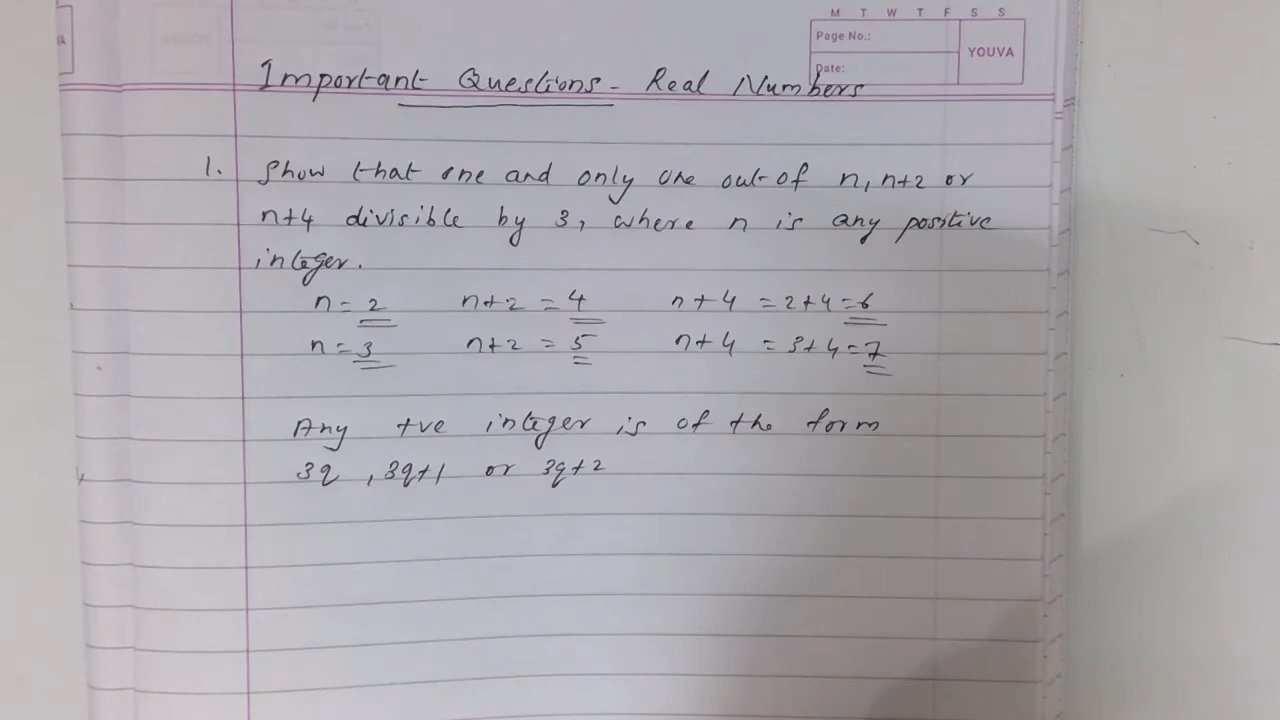 M T W T F S S
Page No.:
YOUVA
Date:
Important Questions - Real Numbers
1. Show that one and only one out of n, n+2 or
n+4 divisible by 3, where n is any positive
integer.
n = 2 n+2 = 4 n+4 = 2+4 = 6
n = 3 n+2 = 5 n+4 = 3+4 = 7
Any +ve integer is of the form
3q , 3q+1 or 3q+2